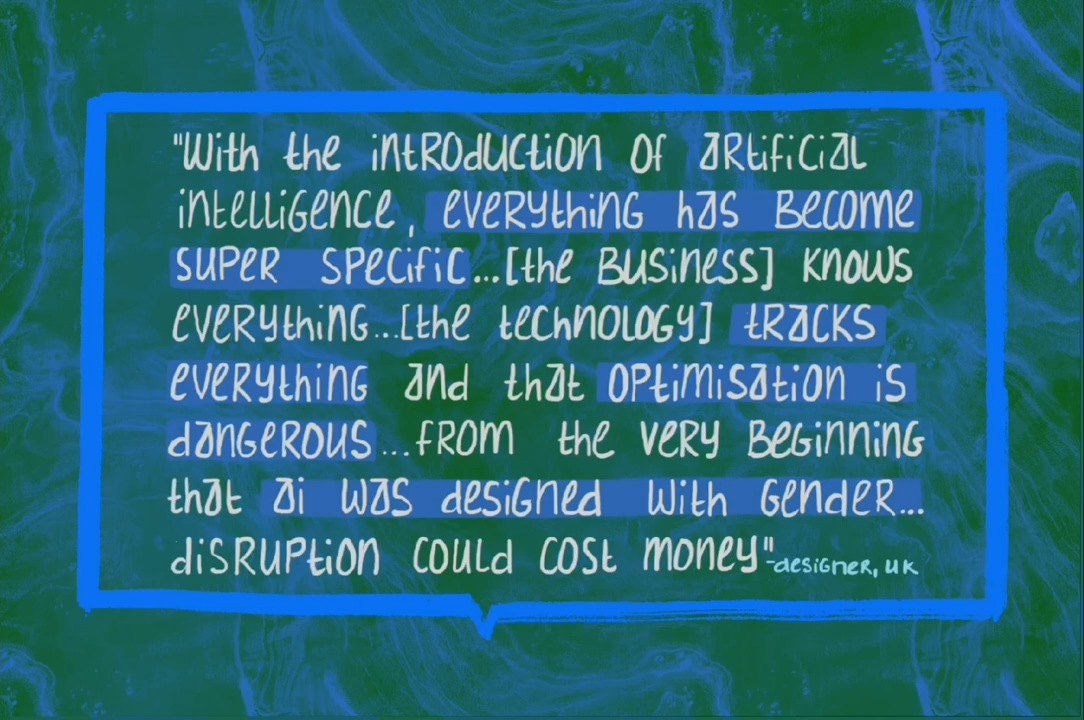 "With the introduction of artificial
intelligence, everything has become
super specific...[the business] knows
everything...[the technology] tracks
everything and that optimisation is
dangerous...from the very beginning
that ai was designed with gender...
disruption could cost money" -designer, uk